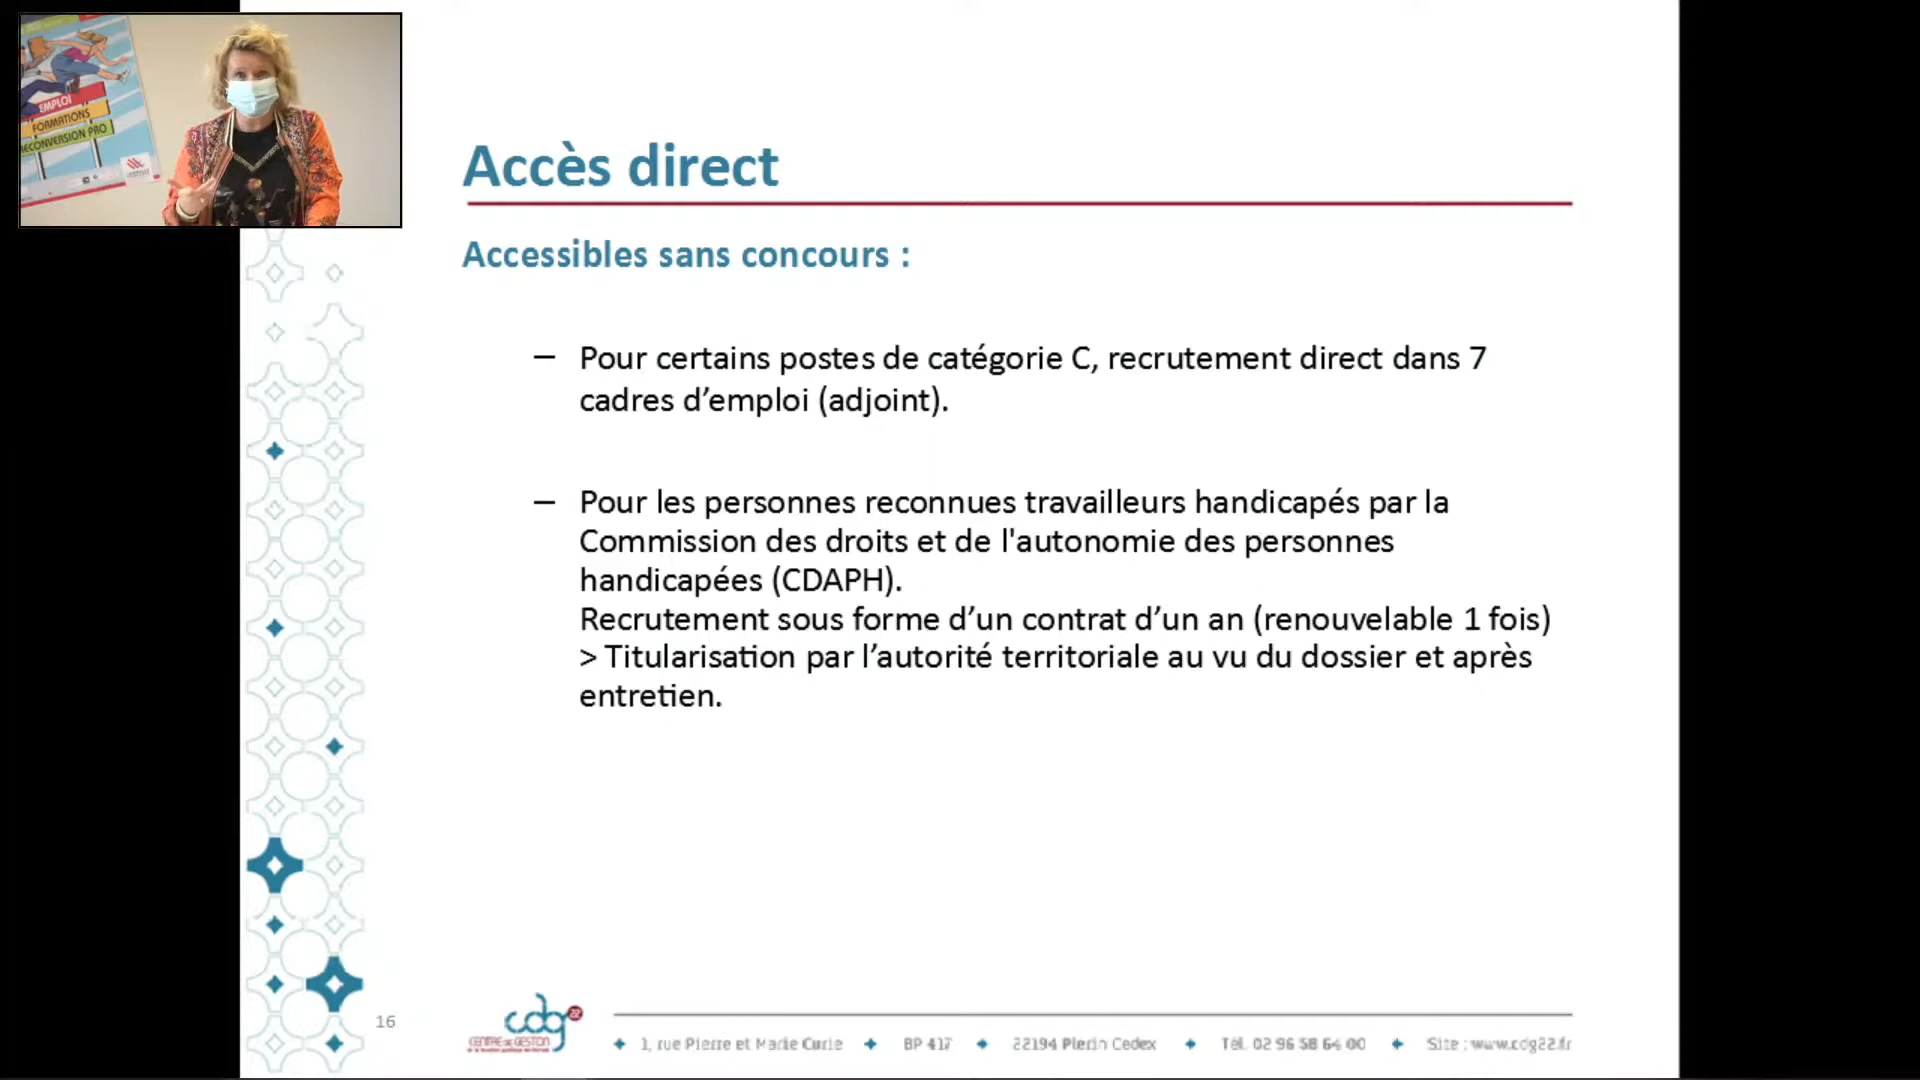 EMPLOI
FORMATIONS
RECONVERSION PRO
Accès direct
Accessibles sans concours :
– Pour certains postes de catégorie C, recrutement direct dans 7
cadres d’emploi (adjoint).
– Pour les personnes reconnues travailleurs handicapés par la
Commission des droits et de l'autonomie des personnes
handicapées (CDAPH).
Recrutement sous forme d’un contrat d’un an (renouvelable 1 fois)
> Titularisation par l’autorité territoriale au vu du dossier et après
entretien.
16
cdg 22
CENTRE DE GESTION
1, rue Pierre et Marie Curie BP 417 22194 Plerin Cedex Tél. 02 96 58 64 00 Site : www.cdg22.fr